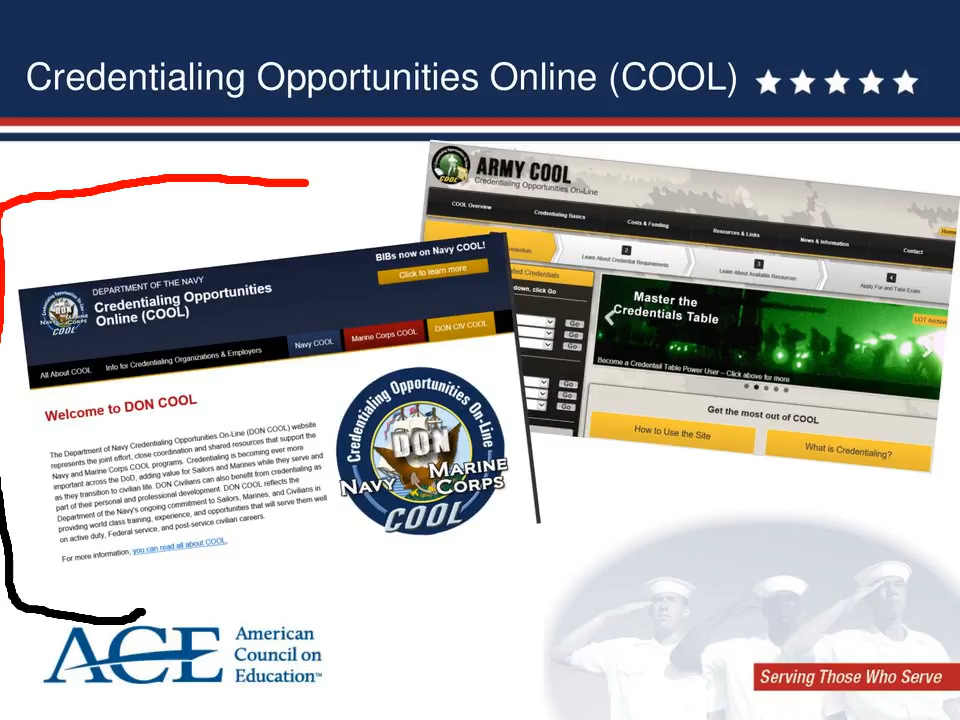 Credentialing Opportunities Online (COOL)
ARMY COOL
Credentialing Opportunities On-Line
COOL Overview
Credentialing Basics
Costs & Funding
Resources & Links
News & Information
Contact
Home
2
Learn About Credential Requirements
3
Learn About Available Resources
4
Apply For and Take Exam
Credentials
down, click Go
Go
Go
Go
Go
Go
Go
Master the
Credentials Table
LOT Archive
Become a Credentail Table Power User – Click above for more
Get the most out of COOL
How to Use the Site
What is Credentialing?
BIBs now on Navy COOL!
Click to learn more
DEPARTMENT OF THE NAVY
Credentialing Opportunities
Online (COOL)
DON
NAVY
MARINE CORPS
COOL
All About COOL
Info for Credentialing Organizations & Employers
Navy COOL
Marine Corps COOL
DON CIV COOL
Welcome to DON COOL
The Department of Navy Credentialing Opportunities On-Line (DON COOL) website
represents the joint effort, close coordination and shared resources that support the
Navy and Marine Corps COOL programs. Credentialing is becoming ever more
important across the DoD, adding value for Sailors and Marines while they serve and
as they transition to civilian life. DON Civilians can also benefit from credentialing as
part of their personal and professional development. DON COOL reflects the
Department of the Navy's ongoing commitment to Sailors, Marines, and Civilians in
providing world class training, experience, and opportunities that will serve them well
on active duty, Federal service, and post-service civilian careers.
For more information, you can read all about COOL.
Credentialing Opportunities On-Line
DON
NAVY
MARINE
CORPS
COOL
ACE
American
Council on
Education™
Serving Those Who Serve